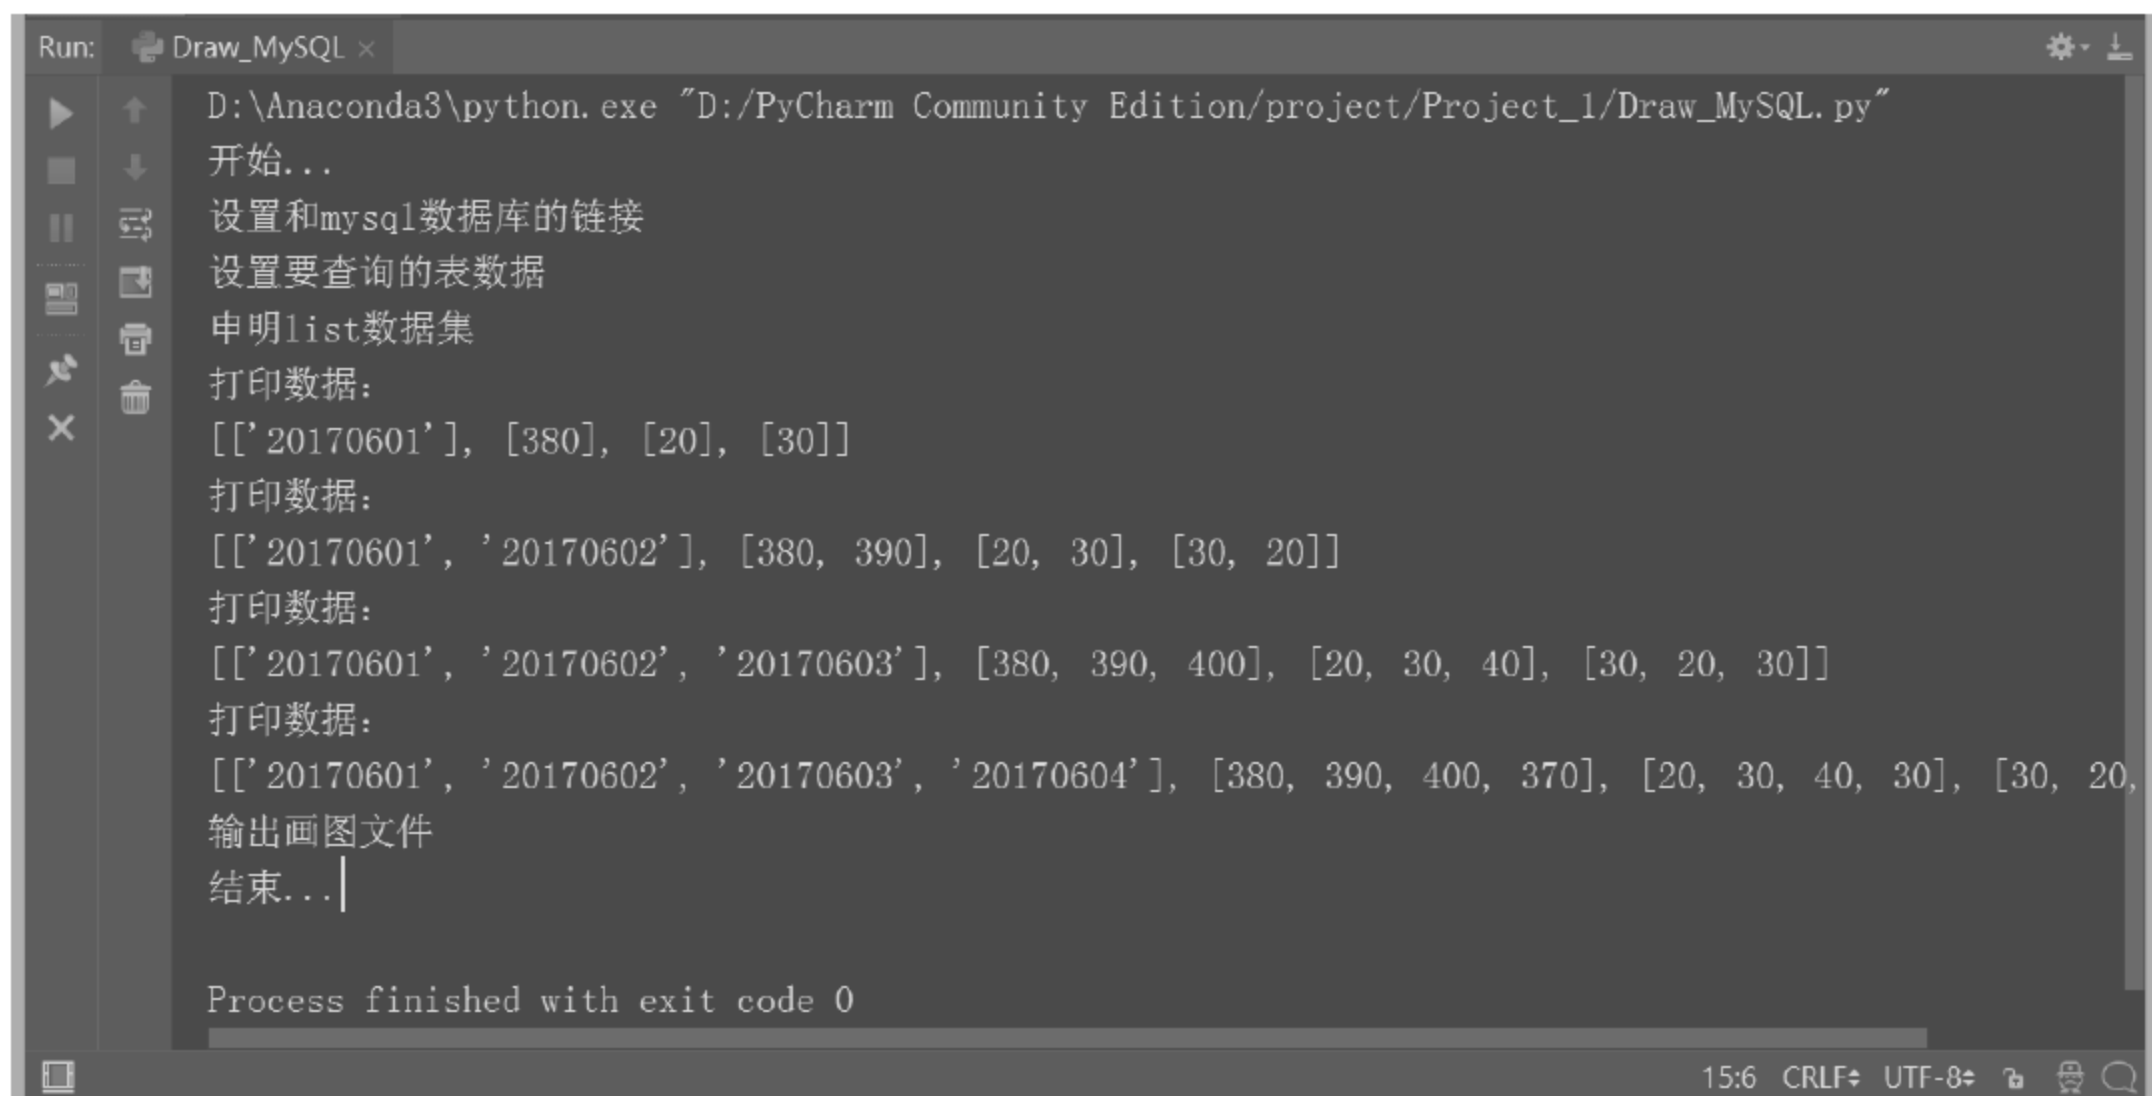 Run: Draw_MySQL
D:\Anaconda3\python.exe "D:/PyCharm Community Edition/project/Project_1/Draw_MySQL.py"
开始...
设置和mysql数据库的链接
设置要查询的表数据
申明list数据集
打印数据:
[['20170601'], [380], [20], [30]]
打印数据:
[['20170601', '20170602'], [380, 390], [20, 30], [30, 20]]
打印数据:
[['20170601', '20170602', '20170603'], [380, 390, 400], [20, 30, 40], [30, 20, 30]]
打印数据:
[['20170601', '20170602', '20170603', '20170604'], [380, 390, 400, 370], [20, 30, 40, 30], [30, 20,
输出画图文件
结束...
Process finished with exit code 0
15:6 CRLF UTF-8